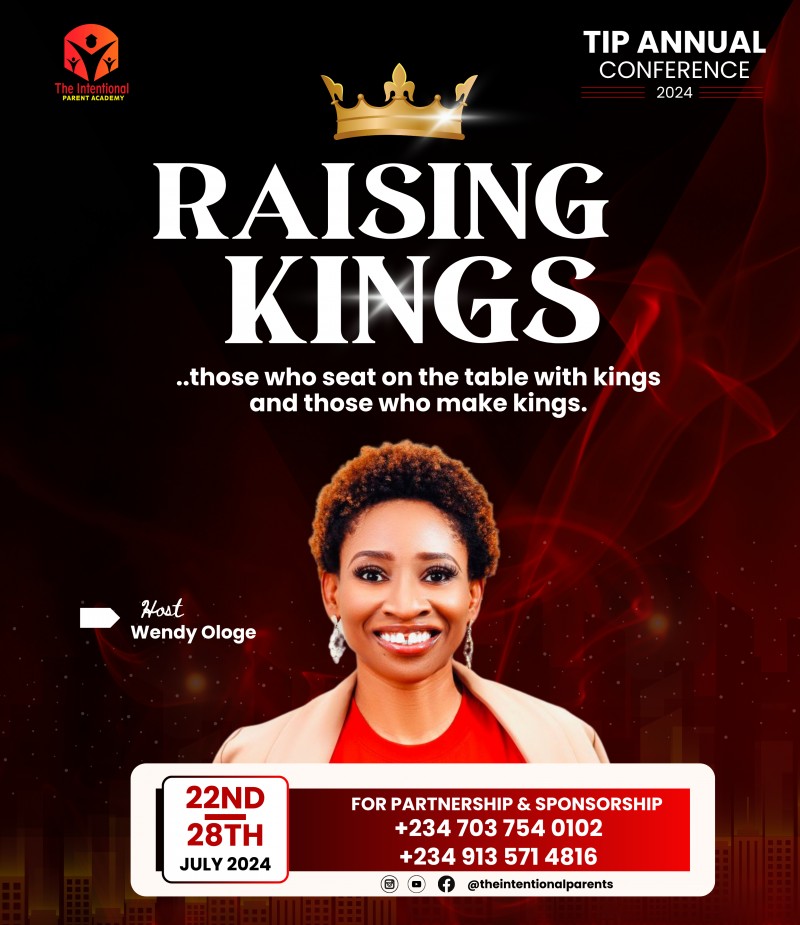 The Intentional
PARENT ACADEMY
TIP ANNUAL
CONFERENCE
2024
RAISING
KINGS
..those who seat on the table with kings
and those who make kings.
Host
Wendy Ologe
22ND
28TH
JULY 2024
FOR PARTNERSHIP & SPONSORSHIP
+234 703 754 0102
+234 913 571 4816
@theintentionalparents